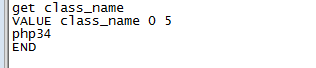 get class_name
VALUE class_name 0 5
php34
END